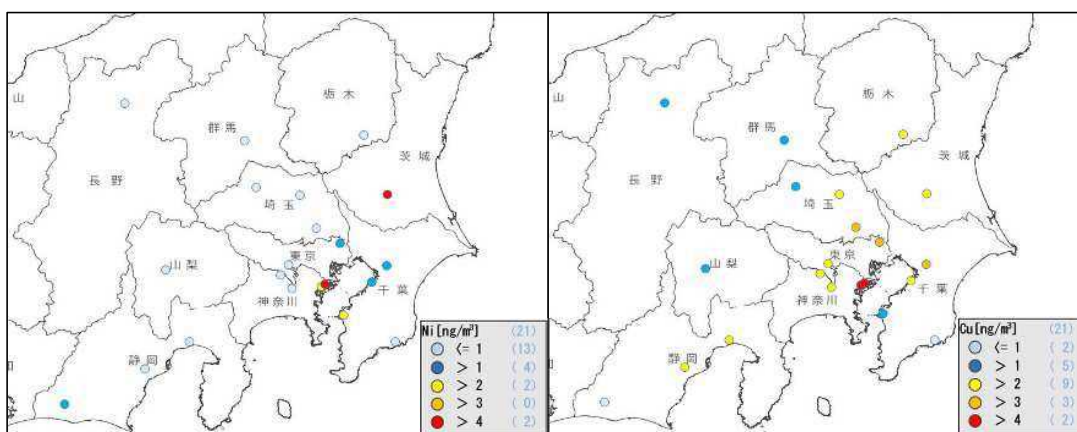 山
栃木
群馬
茨城
長野
埼玉
東京
山梨
千葉
神奈川
静岡
Ni[ng/m³] (21)
<= 1 (13)
> 1 ( 4)
> 2 ( 2)
> 3 ( 0)
> 4 ( 2)
山
栃木
群馬
茨城
長野
埼玉
東京
山梨
千葉
神奈川
静岡
Cu[ng/m³] (21)
<= 1 ( 2)
> 1 ( 5)
> 2 ( 9)
> 3 ( 3)
> 4 ( 2)